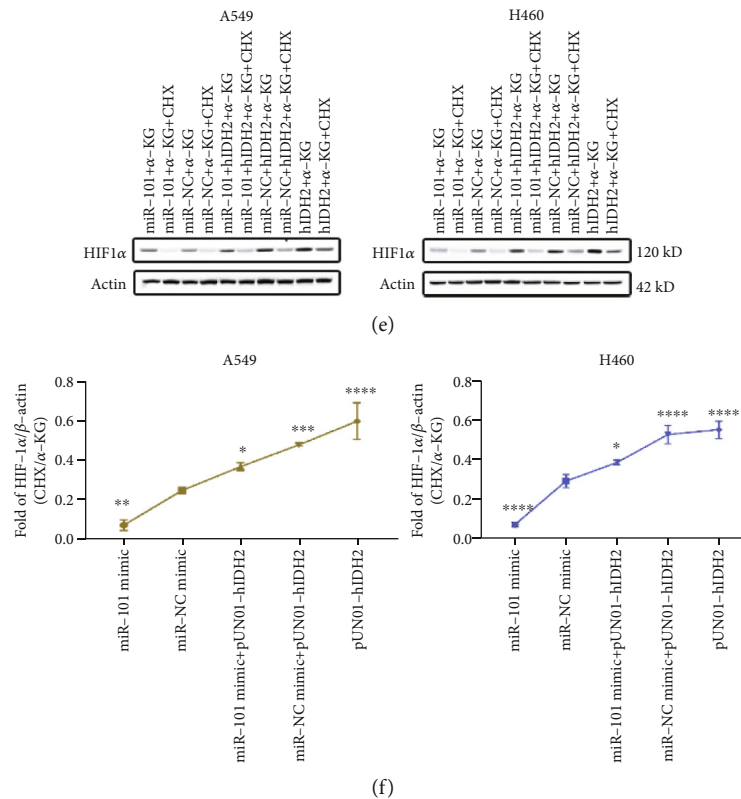 A549
miR–101+α–KG
miR–101+α–KG+CHX
miR–NC+α–KG
miR–NC+α–KG+CHX
miR–101+hIDH2+α–KG
miR–101+hIDH2+α–KG+CHX
miR–NC+hIDH2+α–KG
miR–NC+hIDH2+α–KG+CHX
hIDH2+α–KG
hIDH2+α–KG+CHX
HIF1α
Actin
H460
miR–101+α–KG
miR–101+α–KG+CHX
miR–NC+α–KG
miR–NC+α–KG+CHX
miR–101+hIDH2+α–KG
miR–101+hIDH2+α–KG+CHX
miR–NC+hIDH2+α–KG
miR–NC+hIDH2+α–KG+CHX
hIDH2+α–KG
hIDH2+α–KG+CHX
120 kD
42 kD
(e)
A549
Fold of HIF–1α/β–actin
(CHX/α–KG)
0.8
0.6
0.4
0.2
0.0
**
*
***
****
miR–101 mimic
miR–NC mimic
miR–101 mimic+pUN01–hIDH2
miR–NC mimic+pUN01–hIDH2
pUN01–hIDH2
H460
Fold of HIF–1α/β–actin
(CHX/α–KG)
0.8
0.6
0.4
0.2
0.0
****
*
****
****
miR–101 mimic
miR–NC mimic
miR–101 mimic+pUN01–hIDH2
miR–NC mimic+pUN01–hIDH2
pUN01–hIDH2
(f)